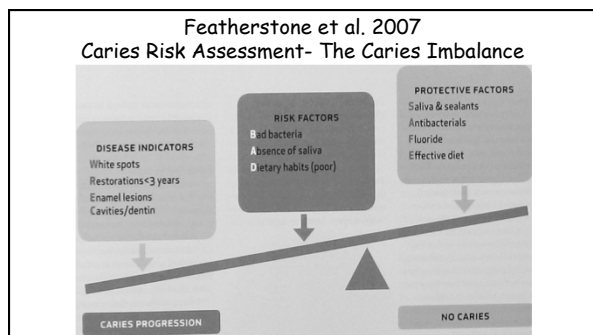 Featherstone et al. 2007
Caries Risk Assessment- The Caries Imbalance
DISEASE INDICATORS
White spots
Restorations<3 years
Enamel lesions
Cavities/dentin
RISK FACTORS
Bad bacteria
Absence of saliva
Dietary habits (poor)
PROTECTIVE FACTORS
Saliva & sealants
Antibacterials
Fluoride
Effective diet
CARIES PROGRESSION
NO CARIES